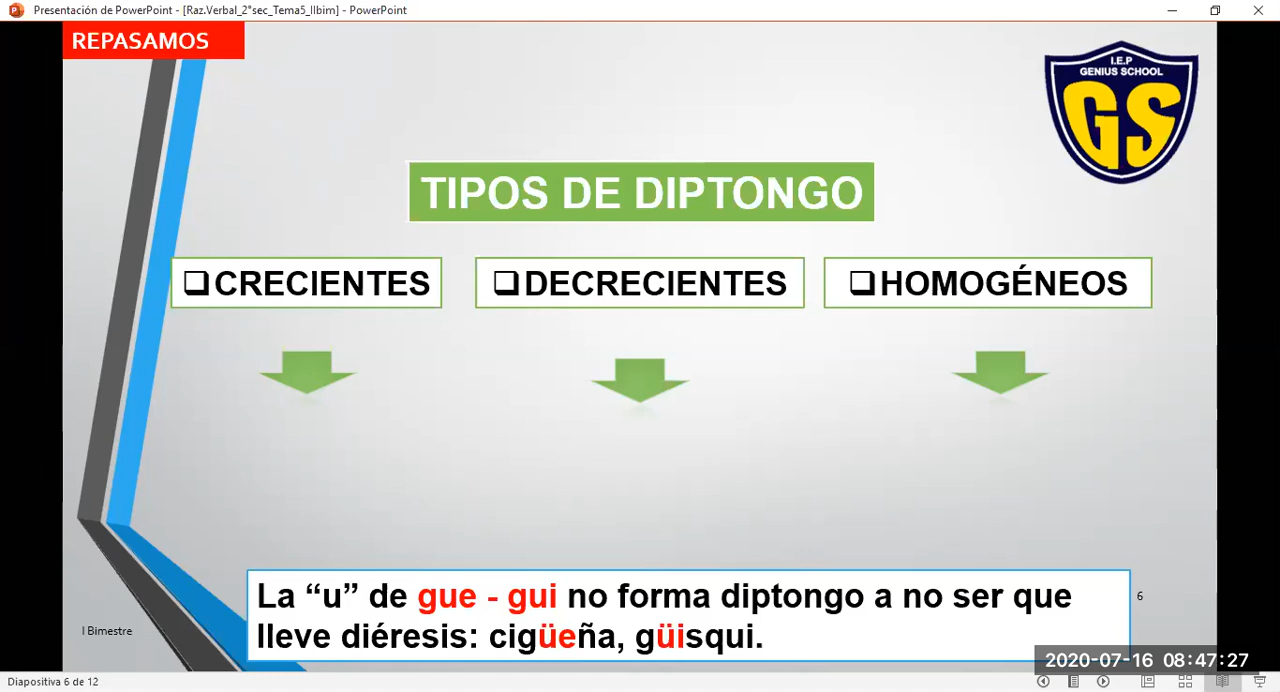 Presentación de PowerPoint - [Raz.Verbal_2°sec_Tema5_IIbim] - PowerPoint
REPASAMOS
I.E.P
GENIUS SCHOOL
GS
TIPOS DE DIPTONGO
❑CRECIENTES
❑DECRECIENTES
❑HOMOGÉNEOS
La “u” de gue - gui no forma diptongo a no ser que
lleve diéresis: cigüeña, güisqui.
6
I Bimestre
2020-07-16 08:47:27
Diapositiva 6 de 12